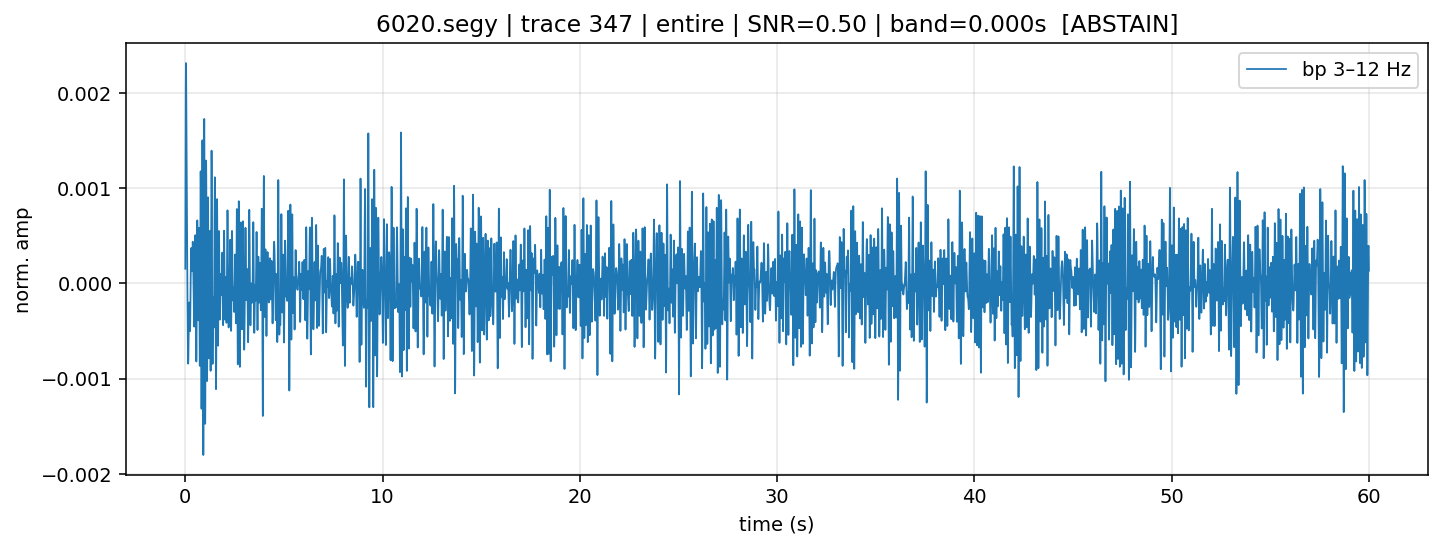 6020.segy | trace 347 | entire | SNR=0.50 | band=0.000s  [ABSTAIN]
bp 3–12 Hz
norm. amp
0.002
0.001
0.000
−0.001
−0.002
0 10 20 30 40 50 60
time (s)